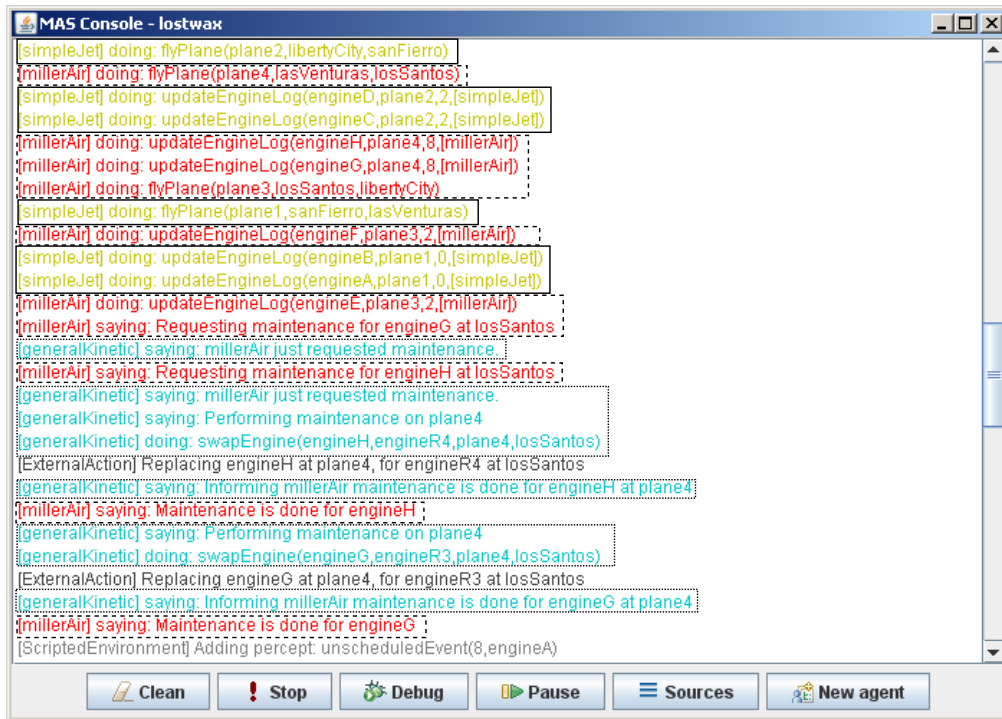 MAS Console - lostwax
[simpleJet] doing: flyPlane(plane2,libertyCity,sanFierro)
[millerAir] doing: flyPlane(plane4,lasVenturas,losSantos)
[simpleJet] doing: updateEngineLog(engineD,plane2,2,[simpleJet])
[simpleJet] doing: updateEngineLog(engineC,plane2,2,[simpleJet])
[millerAir] doing: updateEngineLog(engineH,plane4,8,[millerAir])
[millerAir] doing: updateEngineLog(engineG,plane4,8,[millerAir])
[millerAir] doing: flyPlane(plane3,losSantos,libertyCity)
[simpleJet] doing: flyPlane(plane1,sanFierro,lasVenturas)
[millerAir] doing: updateEngineLog(engineF,plane3,2,[millerAir])
[simpleJet] doing: updateEngineLog(engineB,plane1,0,[simpleJet])
[simpleJet] doing: updateEngineLog(engineA,plane1,0,[simpleJet])
[millerAir] doing: updateEngineLog(engineE,plane3,2,[millerAir])
[millerAir] saying: Requesting maintenance for engineG at losSantos
[generalKinetic] saying: millerAir just requested maintenance.
[millerAir] saying: Requesting maintenance for engineH at losSantos
[generalKinetic] saying: millerAir just requested maintenance.
[generalKinetic] saying: Performing maintenance on plane4
[generalKinetic] doing: swapEngine(engineH,engineR4,plane4,losSantos)
[ExternalAction] Replacing engineH at plane4, for engineR4 at losSantos
[generalKinetic] saying: Informing millerAir maintenance is done for engineH at plane4
[millerAir] saying: Maintenance is done for engineH
[generalKinetic] saying: Performing maintenance on plane4
[generalKinetic] doing: swapEngine(engineG,engineR3,plane4,losSantos)
[ExternalAction] Replacing engineG at plane4, for engineR3 at losSantos
[generalKinetic] saying: Informing millerAir maintenance is done for engineG at plane4
[millerAir] saying: Maintenance is done for engineG
[ScriptedEnvironment] Adding percept: unscheduledEvent(8,engineA)
Clean Stop Debug Pause Sources New agent